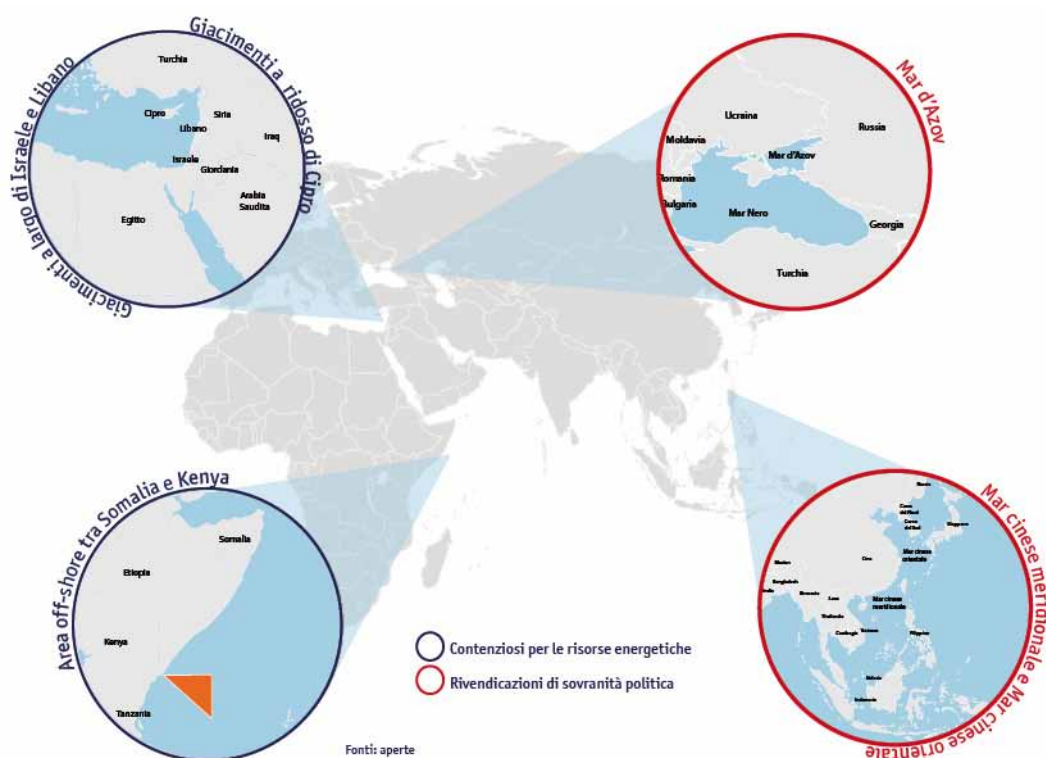 Giacimenti a largo di Israele e Libano
Giacimenti a ridosso di Cipro
Turchia
Cipro
Siria
Libano
Iraq
Israele
Giordania
Arabia
Saudita
Egitto
Mar d'Azov
Ucraina
Russia
Moldavia
Mar d'Azov
Romania
Bulgaria
Mar Nero
Georgia
Turchia
Area off-shore tra Somalia e Kenya
Somalia
Etiopia
Kenya
Tanzania
Contenziosi per le risorse energetiche
Rivendicazioni di sovranità politica
Fonti: aperte
Mar cinese meridionale e Mar cinese orientale
Russia
Corea
del Nord
Corea
del Sud
Giappone
Mar cinese
orientale
Cina
Bhutan
Bangladesh
India
Birmania
Laos
Mar cinese
meridionale
Thailandia
Cambogia
Vietnam
Filippine
Indonesia